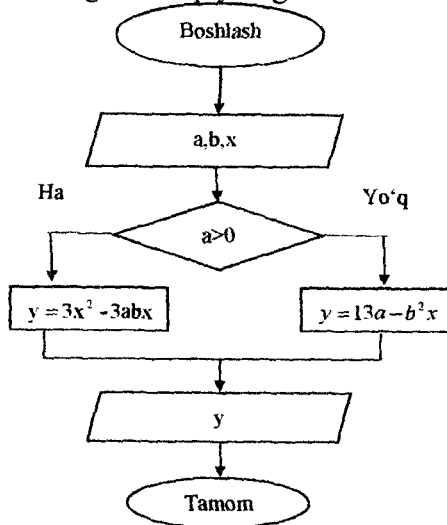 Boshlash
a,b,x
Ha
Yo‘q
a>0
y = 3x² - 3abx
y = 13a − b²x
y
Tamom